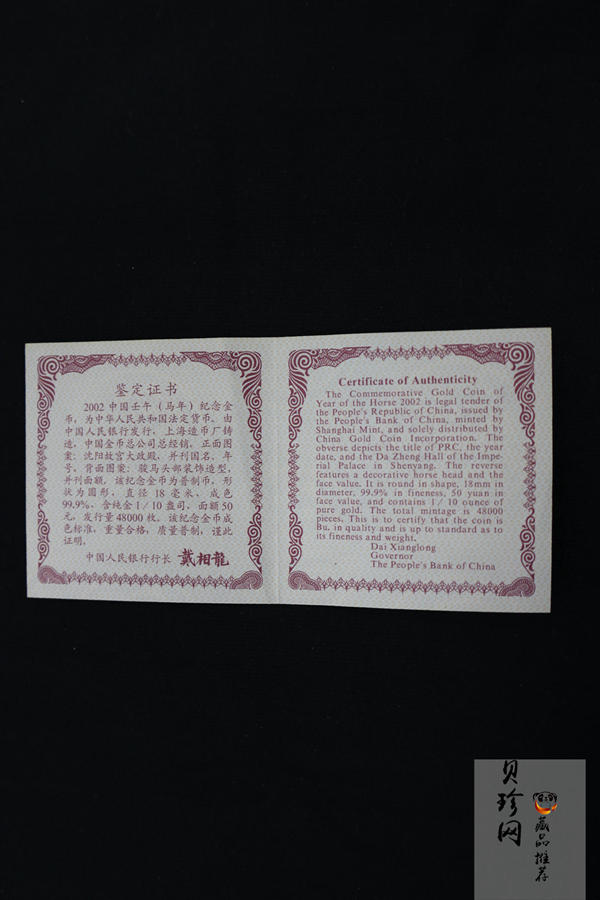 鉴定证书
2002 中国壬午（马年）纪念金
币，为中华人民共和国法定货币。由
中国人民银行发行，上海造币厂铸
造，中国金币总公司总经销。正面图
案：沈阳故宫大政殿，并刊国名、年
号，背面图案：骏马头部装饰造型，
并刊面额。该纪念金币为普制币，形
状为圆形，直径 18 毫米，成色
99.9%，含纯金 1/10 盎司，面额 50
元，发行量 48000 枚。该纪念金币成
色标准，重量合格，质量普制，谨此
证明。
中国人民银行行长 戴相龍
Certificate of Authenticity
The Commemorative Gold Coin of
Year of the Horse 2002 is legal tender of
the People's Republic of China, issued by
the People's Bank of China, minted by
Shanghai Mint, and solely distributed by
China Gold Coin Incorporation. The
obverse depicts the title of PRC, the year
date, and the Da Zheng Hall of the Impe-
rial Palace in Shenyang. The reverse
features a decorative horse head and the
face value. It is round in shape, 18mm in
diameter, 99.9% in fineness, 50 yuan in
face value, and contains 1/10 ounce of
pure gold. The total mintage is 48000
pieces. This is to certify that the coin is
Bu. in quality and is up to standard as to
its fineness and weight.
Dai Xianglong
Governor
The People's Bank of China
贝珍网
藏品推荐